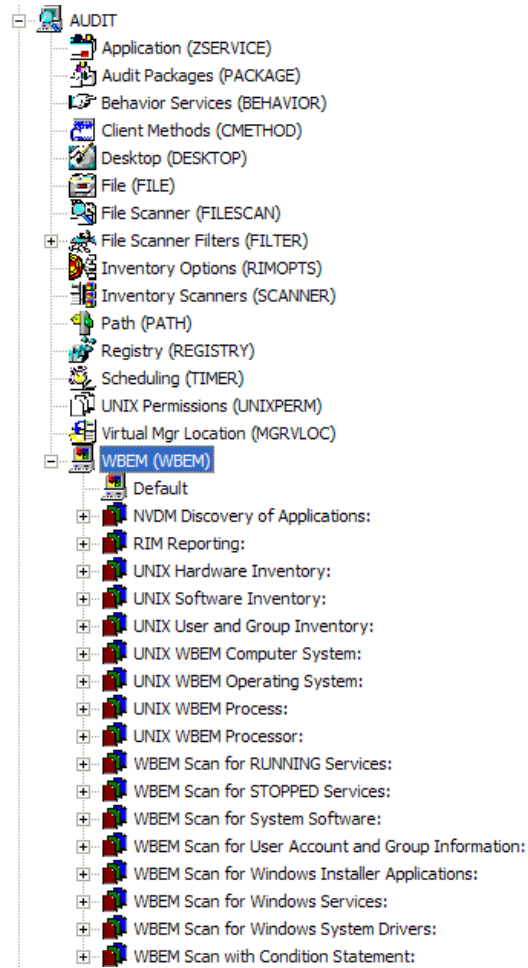 AUDIT
Application (ZSERVICE)
Audit Packages (PACKAGE)
Behavior Services (BEHAVIOR)
Client Methods (CMETHOD)
Desktop (DESKTOP)
File (FILE)
File Scanner (FILESCAN)
File Scanner Filters (FILTER)
Inventory Options (RIMOPTS)
Inventory Scanners (SCANNER)
Path (PATH)
Registry (REGISTRY)
Scheduling (TIMER)
UNIX Permissions (UNIXPERM)
Virtual Mgr Location (MGRVLOC)
WBEM (WBEM)
Default
NVDM Discovery of Applications:
RIM Reporting:
UNIX Hardware Inventory:
UNIX Software Inventory:
UNIX User and Group Inventory:
UNIX WBEM Computer System:
UNIX WBEM Operating System:
UNIX WBEM Process:
UNIX WBEM Processor:
WBEM Scan for RUNNING Services:
WBEM Scan for STOPPED Services:
WBEM Scan for System Software:
WBEM Scan for User Account and Group Information:
WBEM Scan for Windows Installer Applications:
WBEM Scan for Windows Services:
WBEM Scan for Windows System Drivers:
WBEM Scan with Condition Statement: